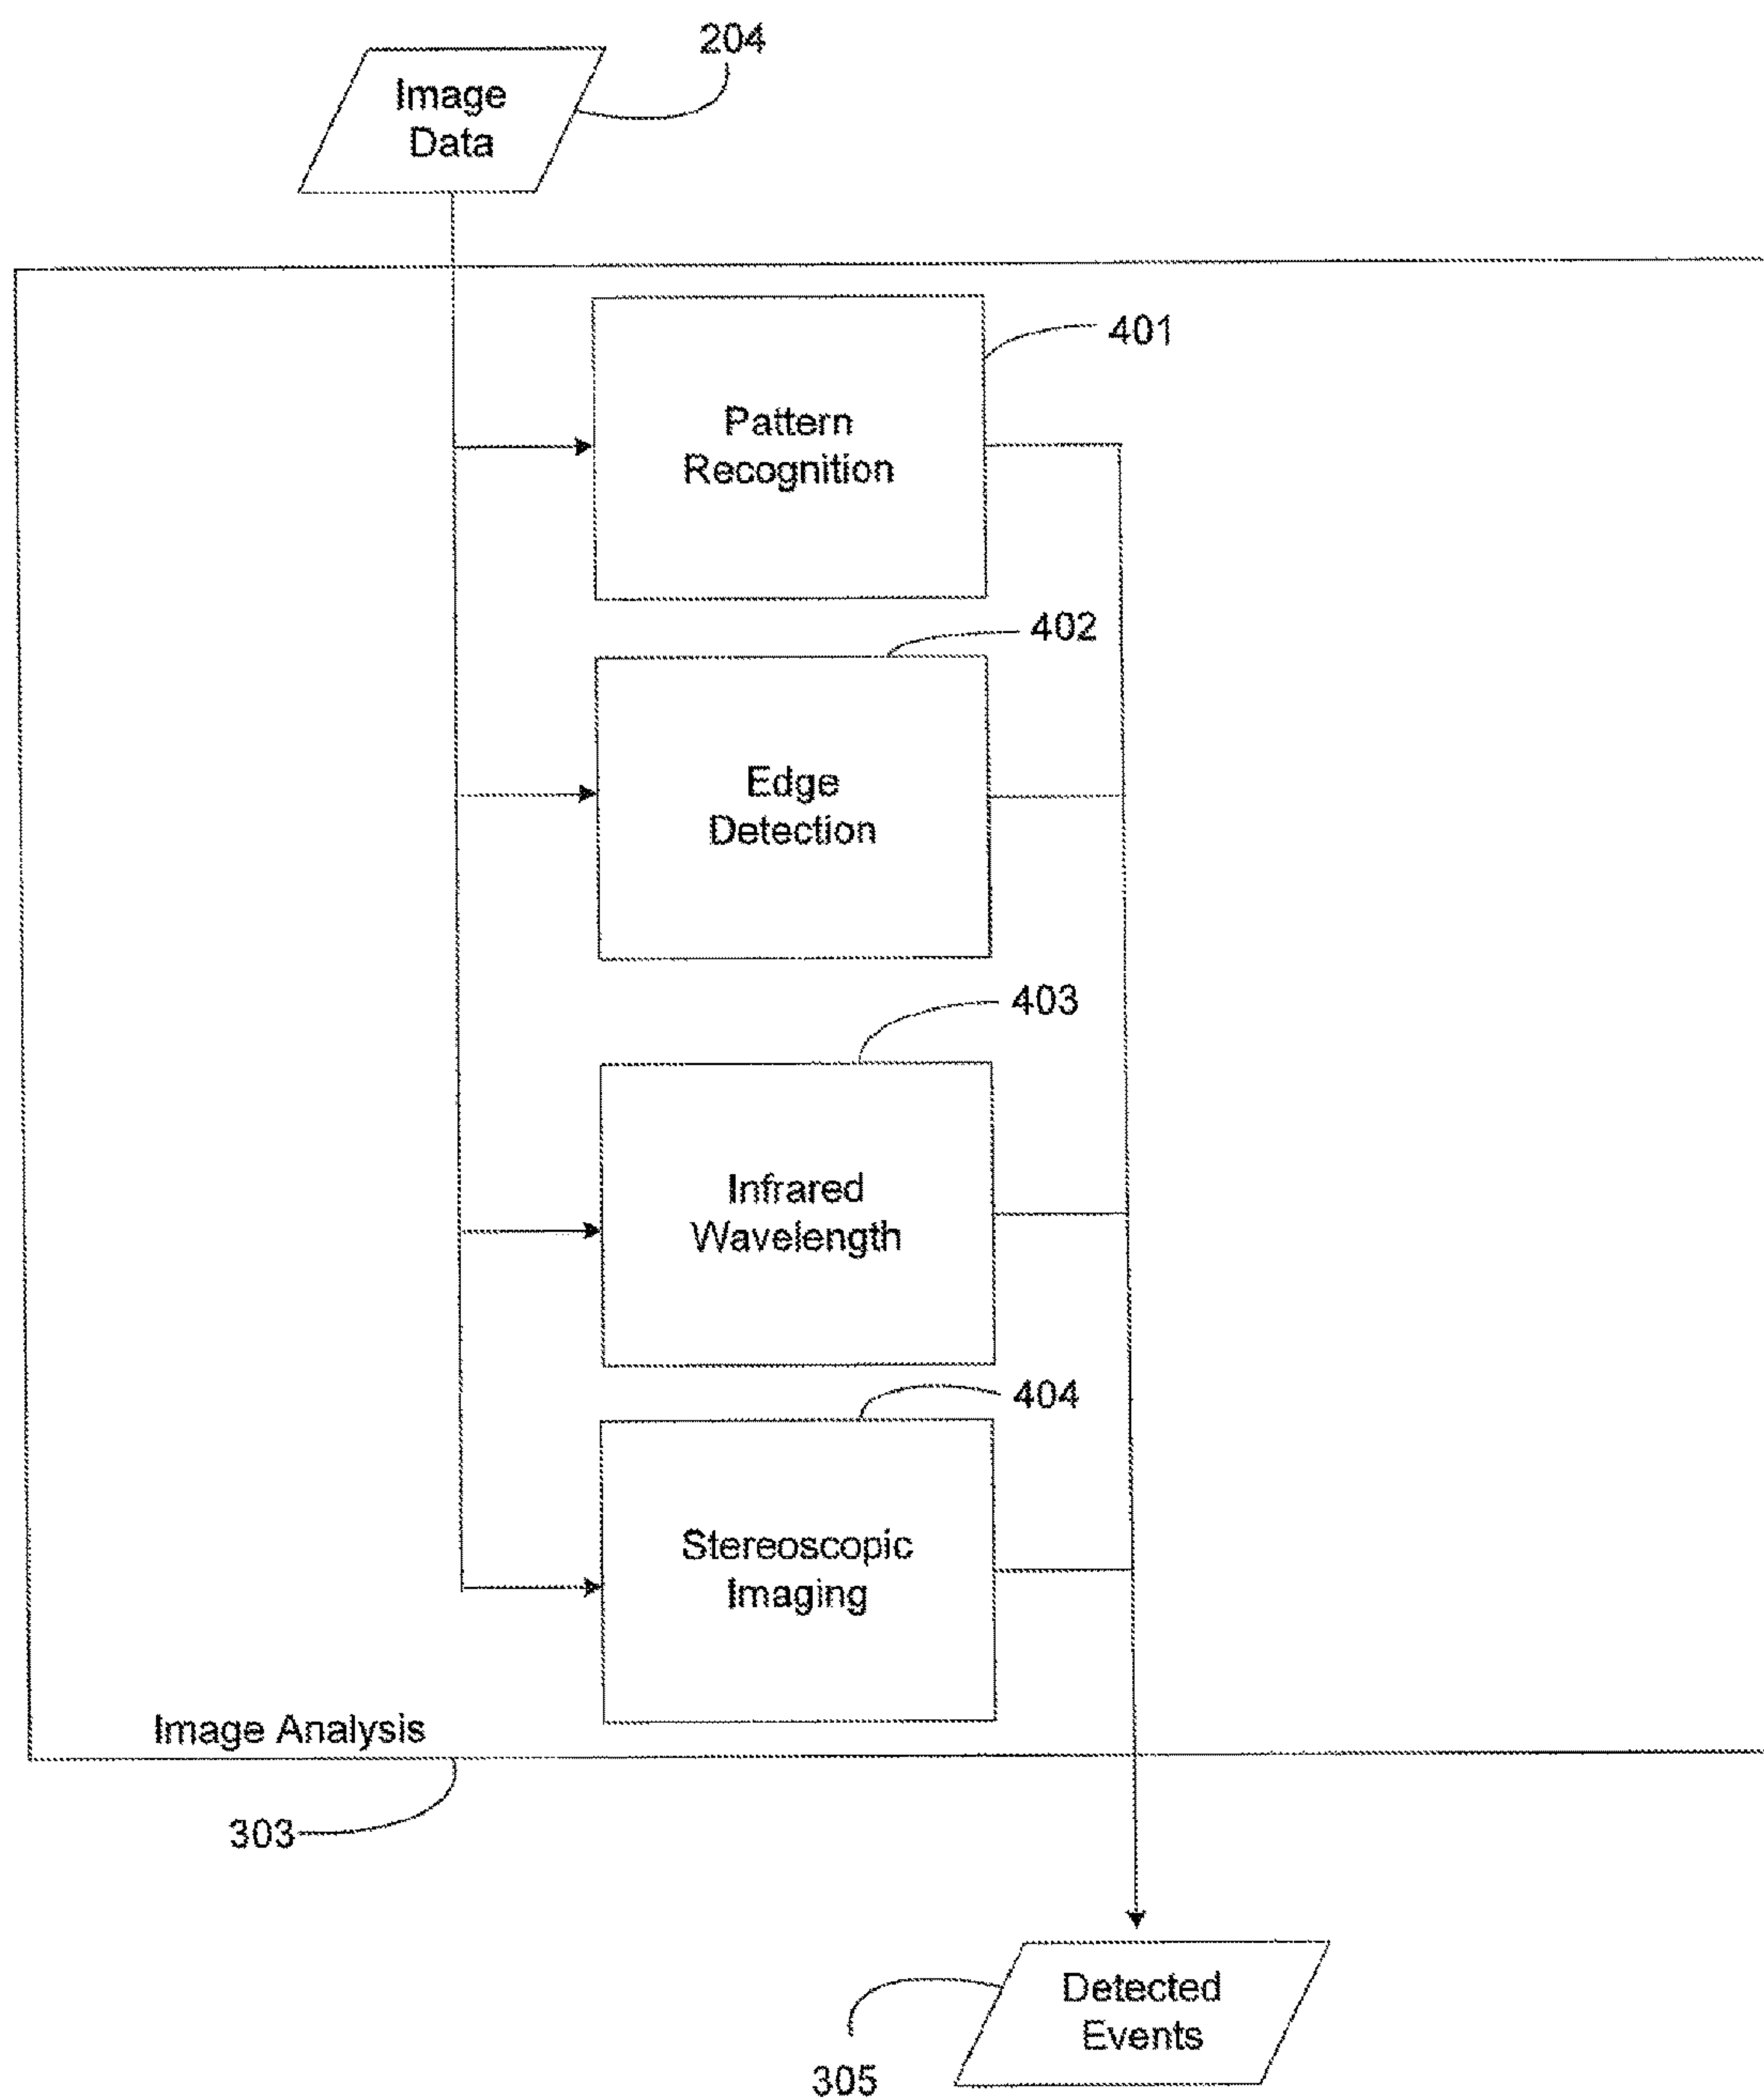 204
Image
Data
401
Pattern
Recognition
402
Edge
Detection
403
Infrared
Wavelength
404
Stereoscopic
Imaging
Image Analysis
303
Detected
Events
305